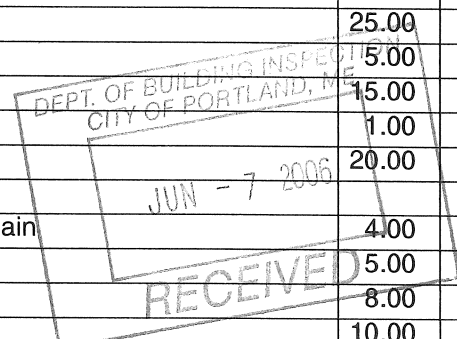 25.00
5.00
DEPT. OF BUILDING INSPECTION
15.00
CITY OF PORTLAND, ME
1.00
20.00
JUN - 7 2006
ain 4.00
5.00
RECEIVED
8.00
10.00